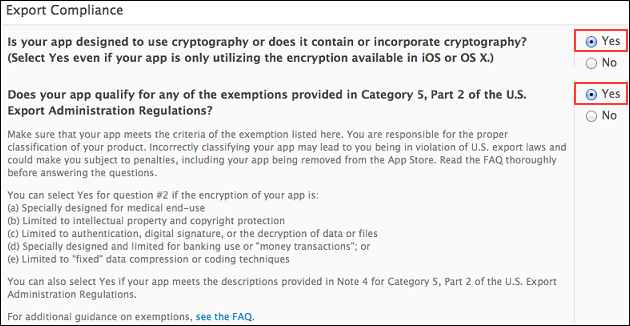 Export Compliance
Is your app designed to use cryptography or does it contain or incorporate cryptography?
(Select Yes even if your app is only utilizing the encryption available in iOS or OS X.)
Yes
No
Does your app qualify for any of the exemptions provided in Category 5, Part 2 of the U.S.
Export Administration Regulations?
Yes
No
Make sure that your app meets the criteria of the exemption listed here. You are responsible for the proper
classification of your product. Incorrectly classifying your app may lead to you being in violation of U.S. export laws and
could make you subject to penalties, including your app being removed from the App Store. Read the FAQ thoroughly
before answering the questions.
You can select Yes for question #2 if the encryption of your app is:
(a) Specially designed for medical end-use
(b) Limited to intellectual property and copyright protection
(c) Limited to authentication, digital signature, or the decryption of data or files
(d) Specially designed and limited for banking use or "money transactions"; or
(e) Limited to "fixed" data compression or coding techniques
You can also select Yes if your app meets the descriptions provided in Note 4 for Category 5, Part 2 of the U.S. Export
Administration Regulations.
For additional guidance on exemptions, see the FAQ.